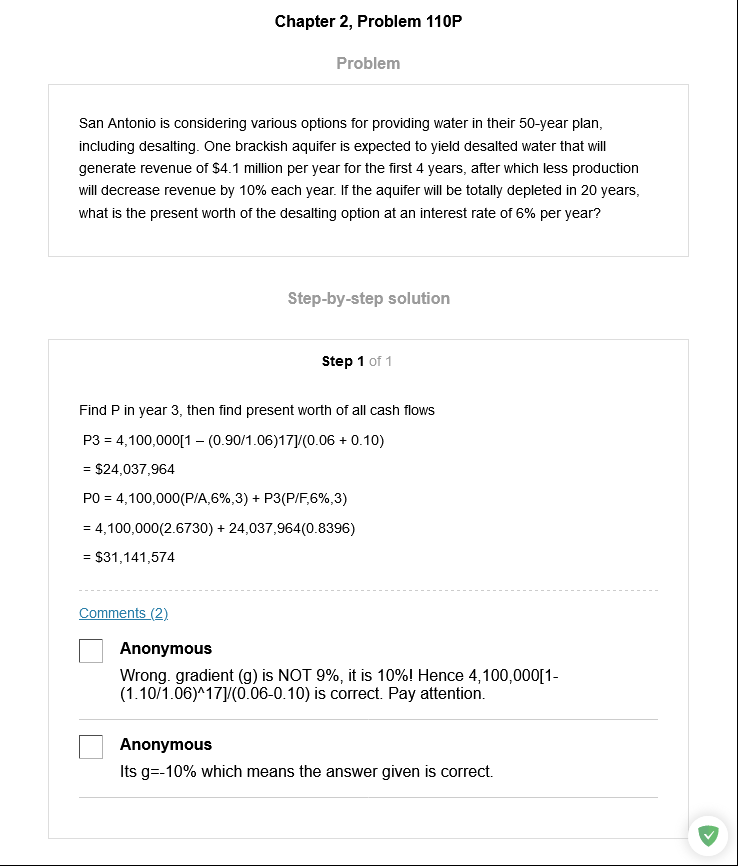 Chapter 2, Problem 110P
Problem
San Antonio is considering various options for providing water in their 50-year plan,
including desalting. One brackish aquifer is expected to yield desalted water that will
generate revenue of $4.1 million per year for the first 4 years, after which less production
will decrease revenue by 10% each year. If the aquifer will be totally depleted in 20 years,
what is the present worth of the desalting option at an interest rate of 6% per year?
Step-by-step solution
Step 1 of 1
Find P in year 3, then find present worth of all cash flows
P3 = 4,100,000[1 – (0.90/1.06)17]/(0.06 + 0.10)
= $24,037,964
P0 = 4,100,000(P/A,6%,3) + P3(P/F,6%,3)
= 4,100,000(2.6730) + 24,037,964(0.8396)
= $31,141,574
Comments (2)
Anonymous
Wrong. gradient (g) is NOT 9%, it is 10%! Hence 4,100,000[1-
(1.10/1.06)^17]/(0.06-0.10) is correct. Pay attention.
Anonymous
Its g=-10% which means the answer given is correct.